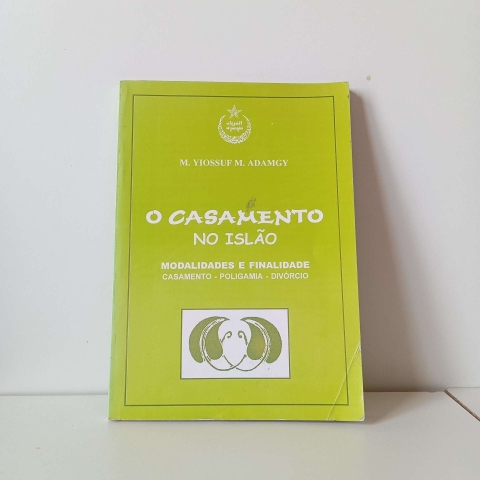 M. YIOSSUF M. ADAMGY
O CASAMENTO
NO ISLÃO
MODALIDADES E FINALIDADE
CASAMENTO - POLIGAMIA - DIVÓRCIO